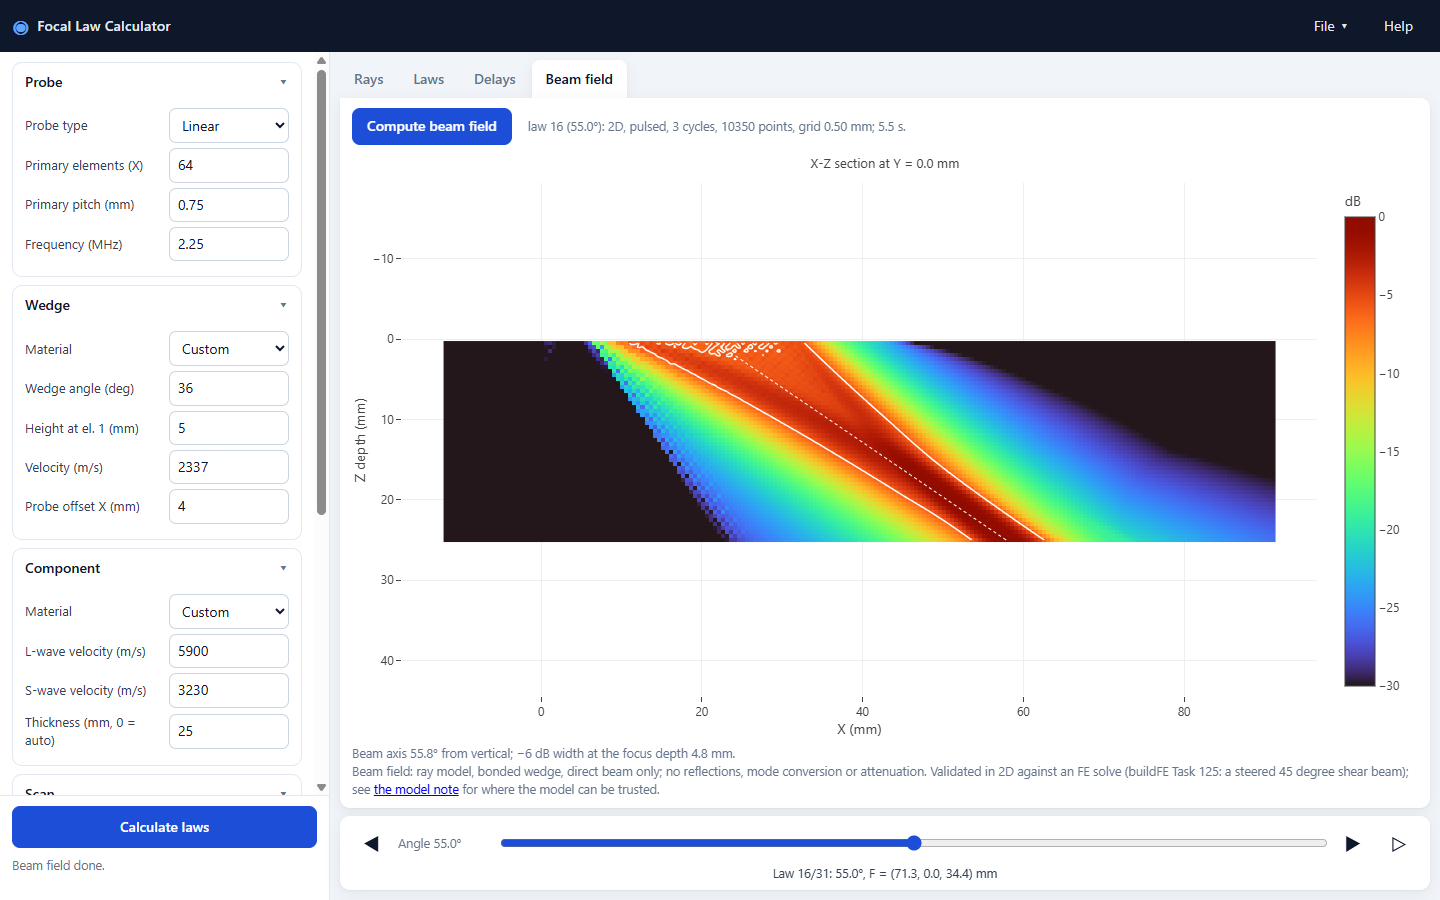 Focal Law Calculator
File ▼
Help
Probe
Probe type
Linear
Primary elements (X)
64
Primary pitch (mm)
0.75
Frequency (MHz)
2.25
Wedge
Material
Custom
Wedge angle (deg)
36
Height at el. 1 (mm)
5
Velocity (m/s)
2337
Probe offset X (mm)
4
Component
Material
Custom
L-wave velocity (m/s)
5900
S-wave velocity (m/s)
3230
Thickness (mm, 0 =
auto)
25
Scan
Calculate laws
Beam field done.
Rays
Laws
Delays
Beam field
Compute beam field
law 16 (55.0°): 2D, pulsed, 3 cycles, 10350 points, grid 0.50 mm; 5.5 s.
X-Z section at Y = 0.0 mm
−10
0
10
20
30
40
Z depth (mm)
0
20
40
60
80
X (mm)
dB
0
−5
−10
−15
−20
−25
−30
Beam axis 55.8° from vertical; −6 dB width at the focus depth 4.8 mm.
Beam field: ray model, bonded wedge, direct beam only; no reflections, mode conversion or attenuation. Validated in 2D against an FE solve (buildFE Task 125: a steered 45 degree shear beam);
see the model note for where the model can be trusted.
Angle 55.0°
Law 16/31: 55.0°, F = (71.3, 0.0, 34.4) mm